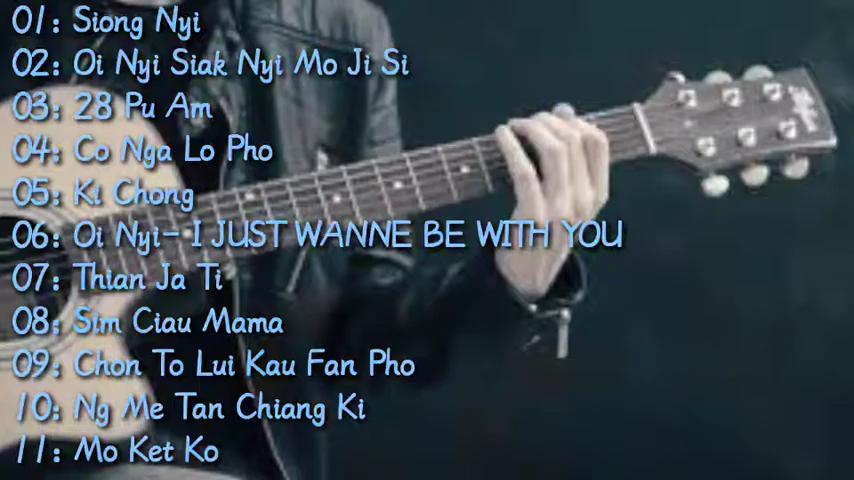 01: Siong Nyi
02: Oi Nyi Siak Nyi Mo Ji Si
03: 28 Pu Am
04: Co Nga Lo Pho
05: Ki Chong
06: Oi Nyi- I JUST WANNE BE WITH YOU
07: Thian Ja Ti
08: Sim Ciau Mama
09: Chon To Lui Kau Fan Pho
10: Ng Me Tan Chiang Ki
11: Mo Ket Ko